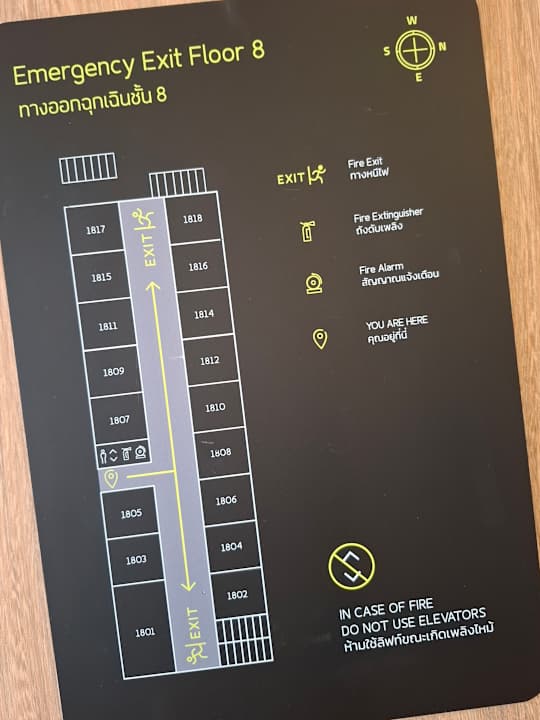 Emergency Exit Floor 8
ทางออกฉุกเฉินชั้น 8
W
S
N
E
EXIT
Fire Exit
ทางหนีไฟ
Fire Extinguisher
ถังดับเพลิง
Fire Alarm
สัญญาณแจ้งเตือน
YOU ARE HERE
คุณอยู่ที่นี่
EXIT
1817
1818
1815
1816
1811
1814
1809
1812
1807
1810
1808
1805
1806
1803
1804
1801
1802
EXIT
IN CASE OF FIRE
DO NOT USE ELEVATORS
ห้ามใช้ลิฟท์ขณะเกิดเพลิงไหม้